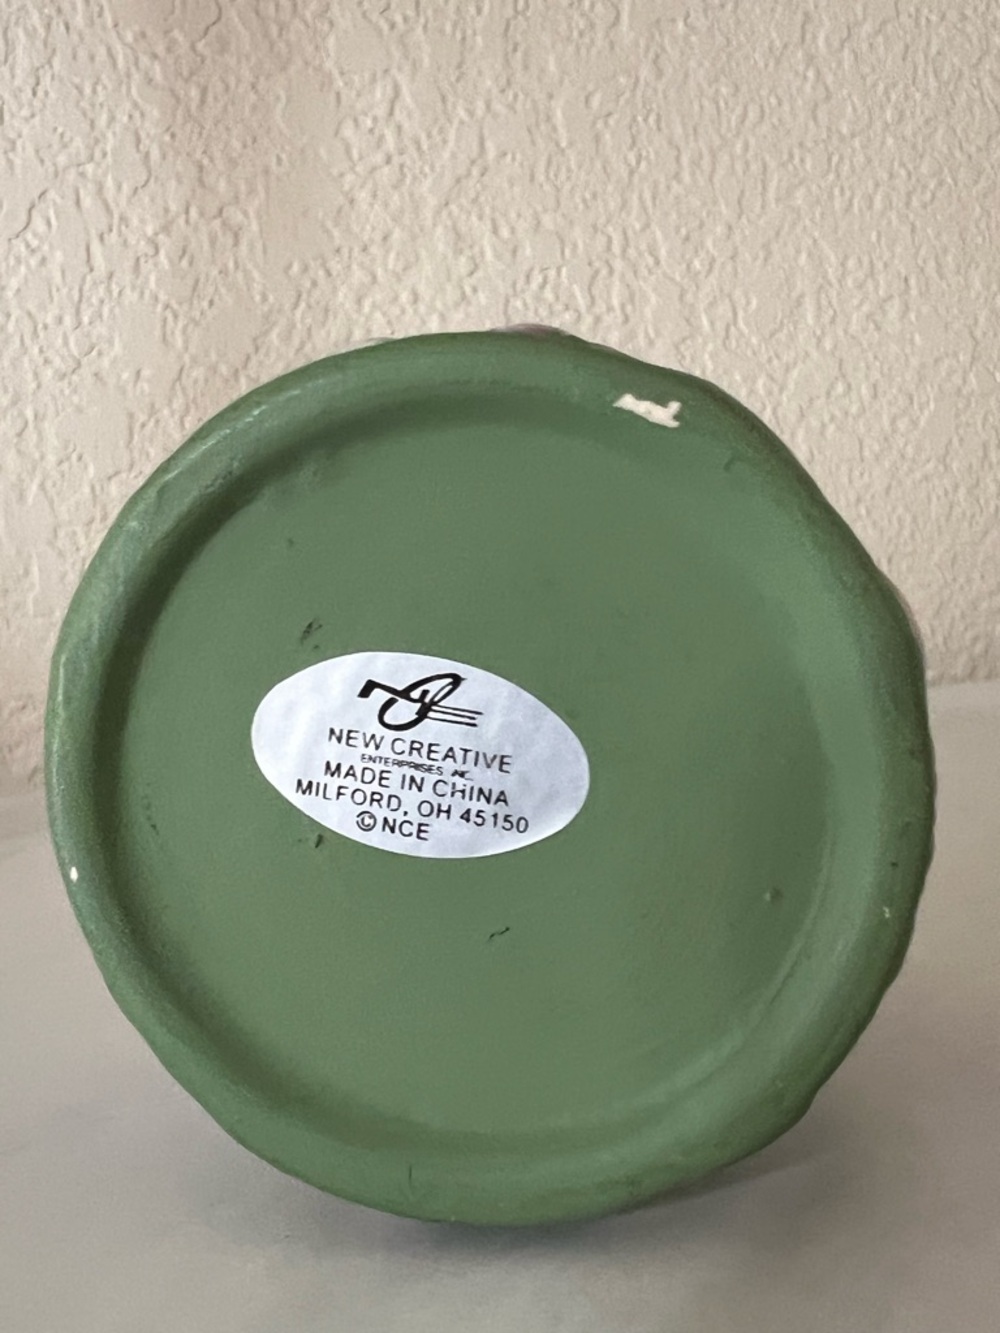 NEW CREATIVE
ENTERPRISES INC.
MADE IN CHINA
MILFORD, OH 45150
©NCE